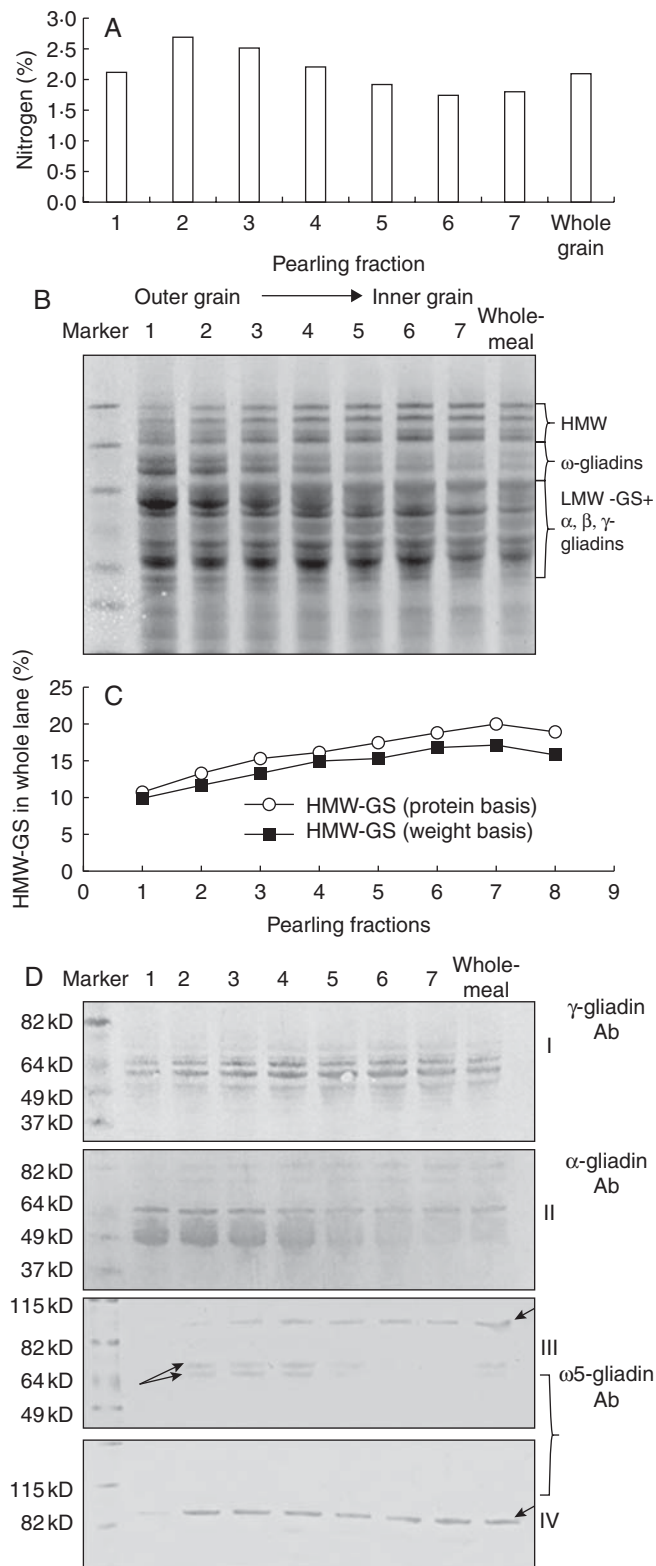 A
Nitrogen (%)
3·0
2·5
2·0
1·5
1·0
0·5
0·0
1 2 3 4 5 6 7 Whole
grain
Pearling fraction
Outer grain Inner grain
B
Marker 1 2 3 4 5 6 7 Whole-
meal
HMW
ω-gliadins
LMW -GS+
α, β, γ-
gliadins
C
HMW-GS in whole lane (%)
25
20
15
10
5
0
HMW-GS (protein basis)
HMW-GS (weight basis)
0 1 2 3 4 5 6 7 8 9
Pearling fractions
D
Marker 1 2 3 4 5 6 7 Whole-
meal
82 kD
64 kD
49 kD
37 kD
I
γ-gliadin
Ab
82 kD
64 kD
49 kD
37 kD
II
α-gliadin
Ab
115 kD
82 kD
64 kD
49 kD
III
ω5-gliadin
Ab
115 kD
82 kD
IV